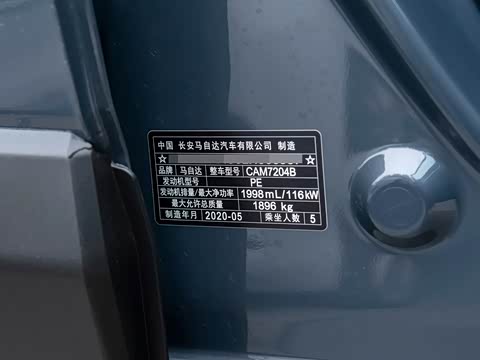 中国 长安马自达汽车有限公司 制造
☆ ☆
品牌 马自达 整车型号 CAM7204B
发动机型号 PE
发动机排量/最大净功率 1998mL/116kW
最大允许总质量 1896 kg
制造年月 2020-05 乘坐人数 5